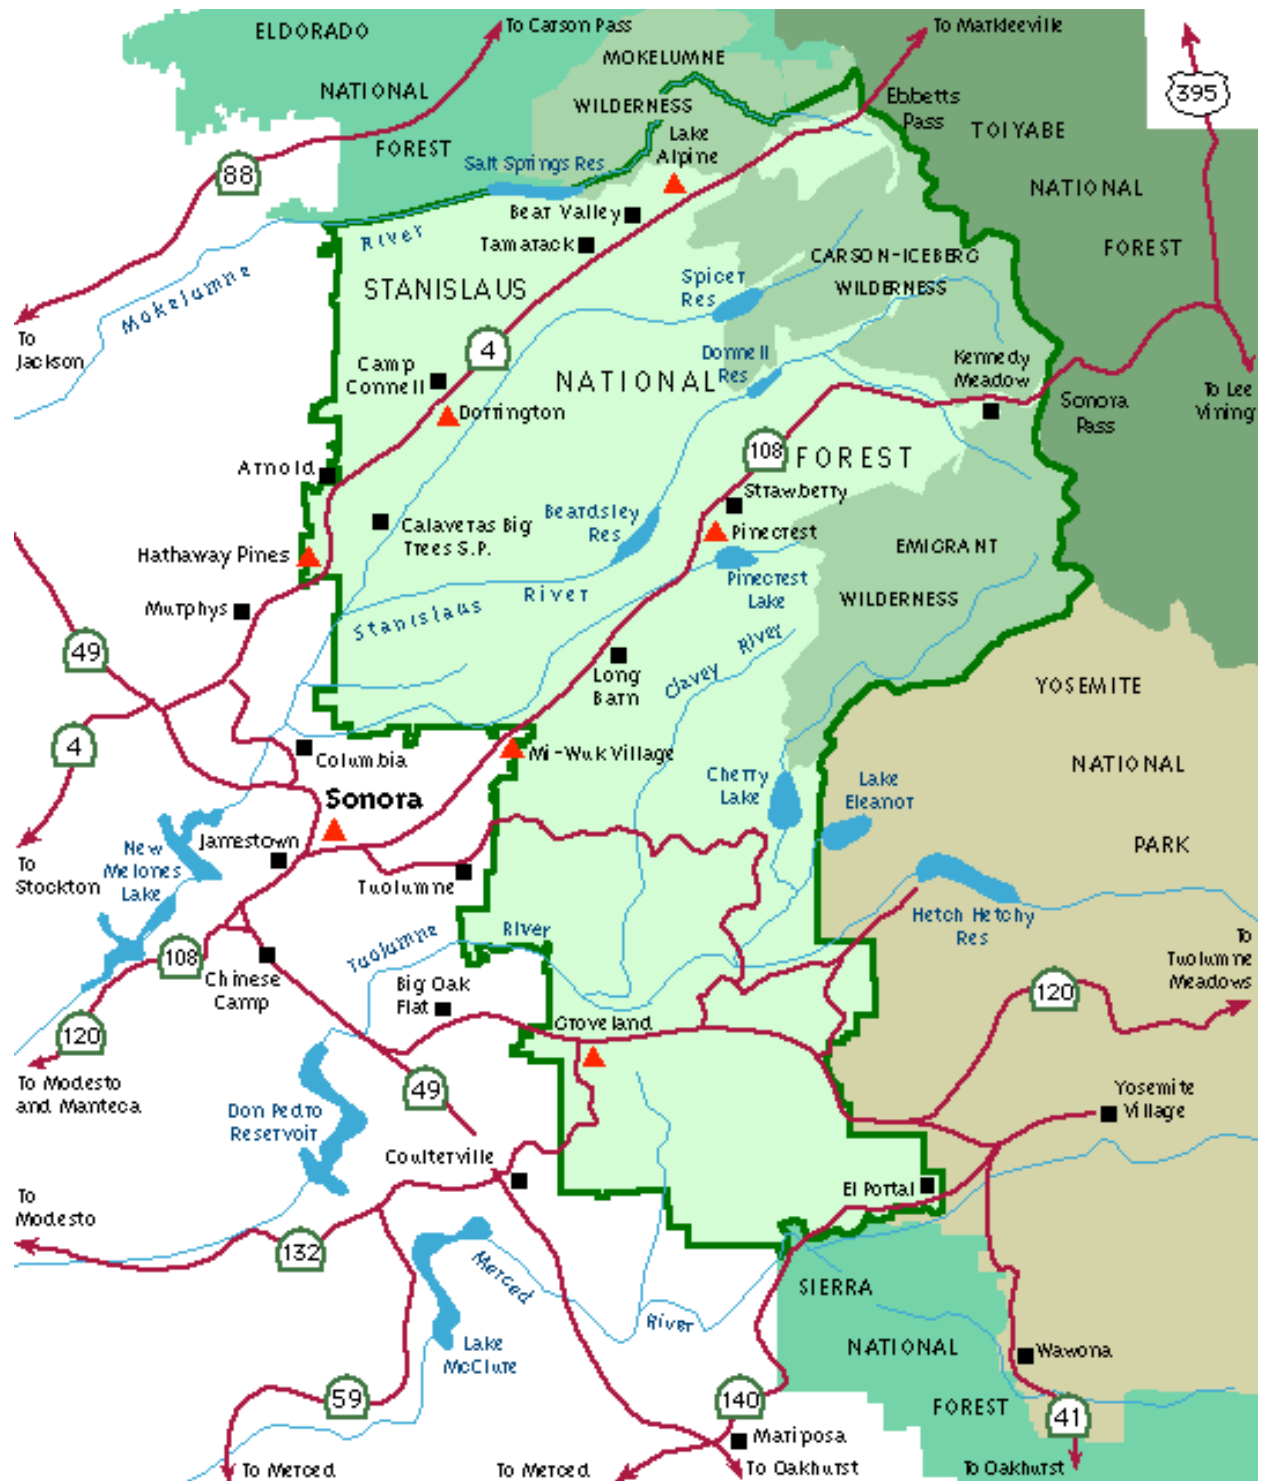 ELDORADO
NATIONAL
FOREST
To Carson Pass
MOKELUMNE
WILDERNESS
To Markleeville
395
Ebbetts
Pass
TOIYABE
NATIONAL
FOREST
88
Salt Springs Res
Lake
Alpine
Bear Valley
Tamarack
River
Mokelumne
To
Jackson
STANISLAUS
NATIONAL
FOREST
CARSON-ICEBERG
WILDERNESS
Spicer
Res
4
Camp
Connell
Dorrington
Donnell
Res
Kennedy
Meadow
Sonora
Pass
To Lee
Vining
108
Arnold
Strawberry
Pinecrest
Calaveras Big
Trees S.P.
Beardsley
Res
Hathaway Pines
Pinecrest
Lake
EMIGRANT
WILDERNESS
Murphys
Stanislaus
River
49
Long
Barn
Clavey
River
YOSEMITE
NATIONAL
PARK
4
Columbia
Mi-Wuk Village
Cherry
Lake
Lake
Eleanor
Sonora
Jamestown
New
Melones
Lake
To
Stockton
Tuolumne
Hetch Hetchy
Res
Tuolumne
River
To
Tuolumne
Meadows
108
Chinese
Camp
Big Oak
Flat
120
120
Groveland
To Modesto
and Manteca
49
Don Pedro
Reservoir
Yosemite
Village
Coulterville
El Portal
To
Modesto
132
Merced
River
SIERRA
NATIONAL
FOREST
Lake
McClure
Wawona
59
140
41
Mariposa
To Merced
To Merced
To Oakhurst
To Oakhurst